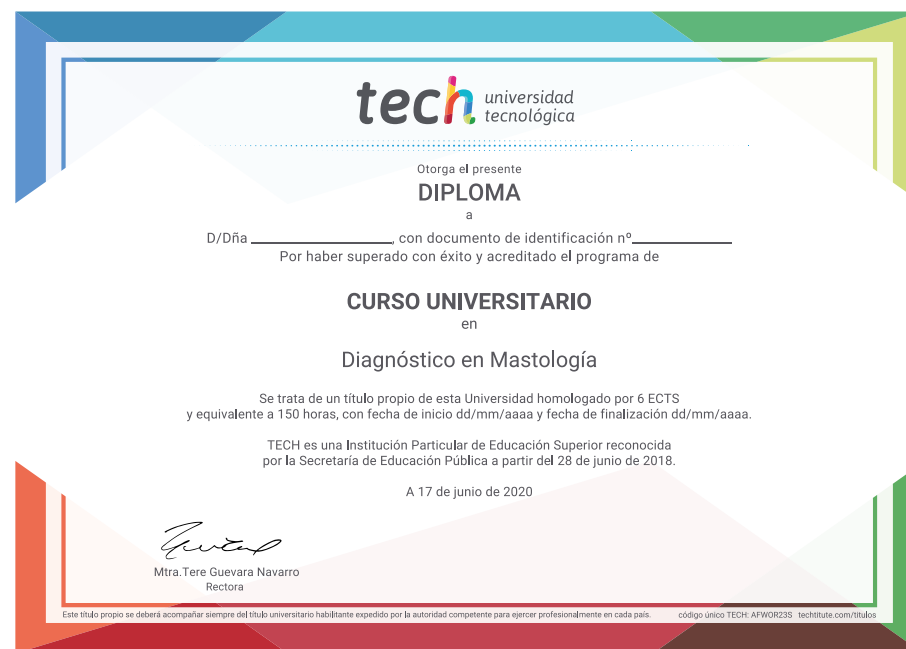 tech universidad
tecnológica
Otorga el presente
DIPLOMA
a
D/Dña ____________________, con documento de identificación nº______________
Por haber superado con éxito y acreditado el programa de
CURSO UNIVERSITARIO
en
Diagnóstico en Mastología
Se trata de un título propio de esta Universidad homologado por 6 ECTS
y equivalente a 150 horas, con fecha de inicio dd/mm/aaaa y fecha de finalización dd/mm/aaaa.
TECH es una Institución Particular de Educación Superior reconocida
por la Secretaría de Educación Pública a partir del 28 de junio de 2018.
A 17 de junio de 2020
Mtra.Tere Guevara Navarro
Rectora
Este título propio se deberá acompañar siempre del título universitario habilitante expedido por la autoridad competente para ejercer profesionalmente en cada país. código único TECH: AFWOR23S techtitute.com/titulos